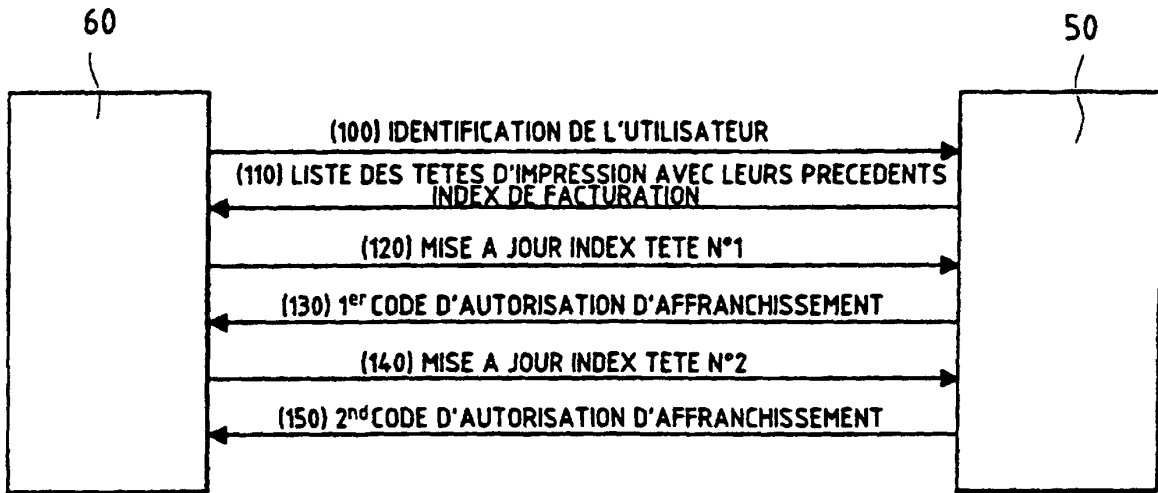 60
50
(100) IDENTIFICATION DE L'UTILISATEUR
(110) LISTE DES TETES D'IMPRESSION AVEC LEURS PRECEDENTS
INDEX DE FACTURATION
(120) MISE A JOUR INDEX TETE N°1
(130) 1er CODE D'AUTORISATION D'AFFRANCHISSEMENT
(140) MISE A JOUR INDEX TETE N°2
(150) 2nd CODE D'AUTORISATION D'AFFRANCHISSEMENT